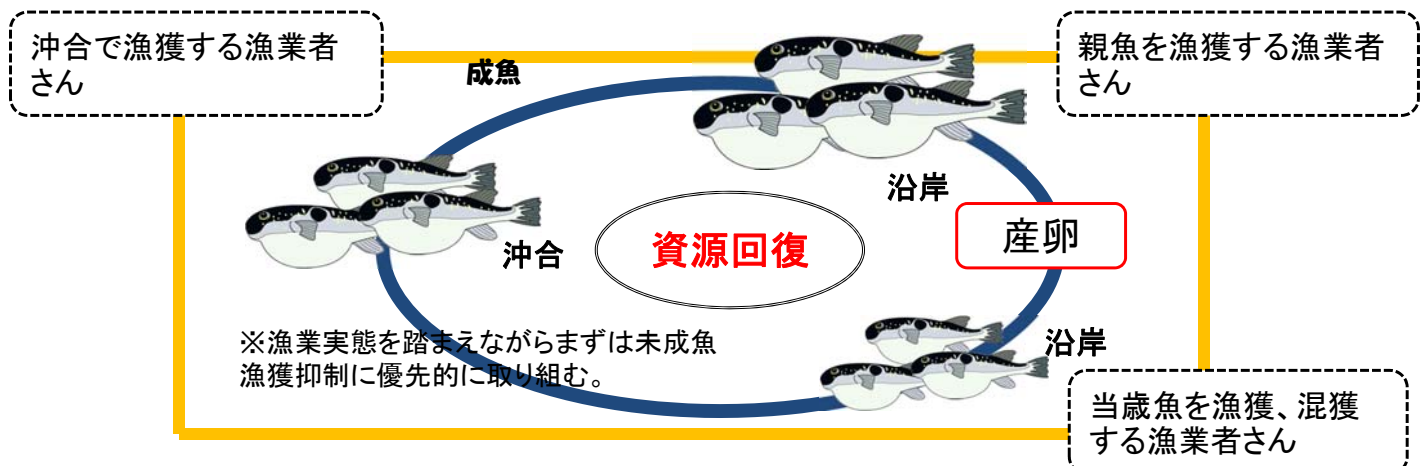 沖合で漁獲する漁業者
さん
成魚
親魚を漁獲する漁業者
さん
沿岸
産卵
資源回復
沖合
※漁業実態を踏まえながらまずは未成魚
漁獲抑制に優先的に取り組む。
沿岸
当歳魚を漁獲、混獲
する漁業者さん